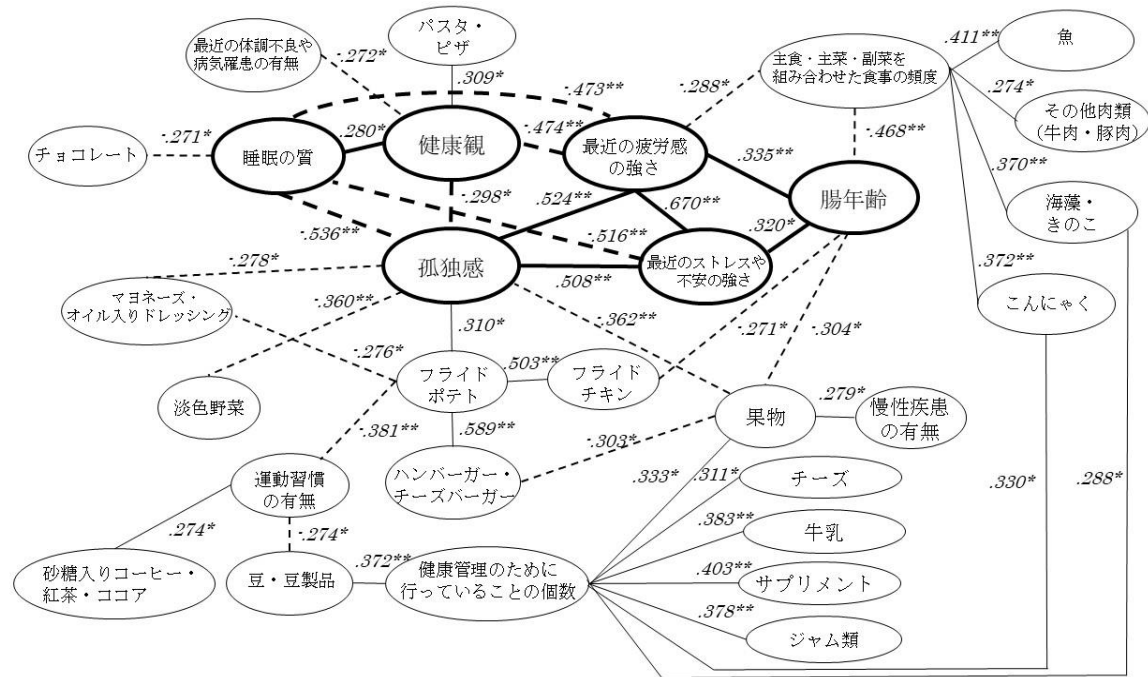 パスタ・
ピザ
最近の体調不良や
病気罹患の有無
-.272*
.309*
主食・主菜・副菜を
組み合わせた食事の頻度
.411**
魚
.274*
その他肉類
(牛肉・豚肉)
-.473**
-.288*
-.468**
チョコレート
-.271*
睡眠の質
.280*
健康観
-.474**
最近の疲労感
の強さ
.335**
腸年齢
.370**
海藻・
きのこ
-.298*
.524**
.670**
.320*
-.536**
-.516**
孤独感
.508**
最近のストレスや
不安の強さ
.372**
こんにゃく
-.278*
マヨネーズ・
オイル入りドレッシング
-.360**
.310*
-.362**
-.271*
-.304*
-.276*
フライド
ポテト
.503**
フライド
チキン
淡色野菜
果物
.279*
慢性疾患
の有無
-.381**
.589**
-.303*
運動習慣
の有無
ハンバーガー・
チーズバーガー
.333*
.311*
チーズ
.330*
.288*
.274*
-.274*
.383**
牛乳
砂糖入りコーヒー・
紅茶・ココア
豆・豆製品
.372**
健康管理のために
行っていることの個数
.403**
サプリメント
.378**
ジャム類